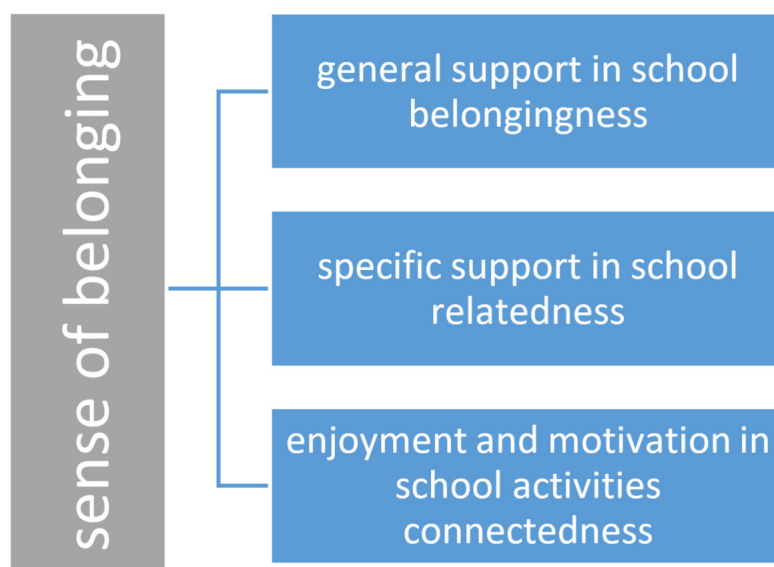 sense of belonging
general support in school
belongingness
specific support in school
relatedness
enjoyment and motivation in
school activities
connectedness